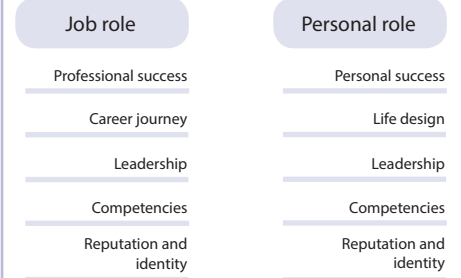 Job role
Professional success
Career journey
Leadership
Competencies
Reputation and
identity
Personal role
Personal success
Life design
Leadership
Competencies
Reputation and
identity